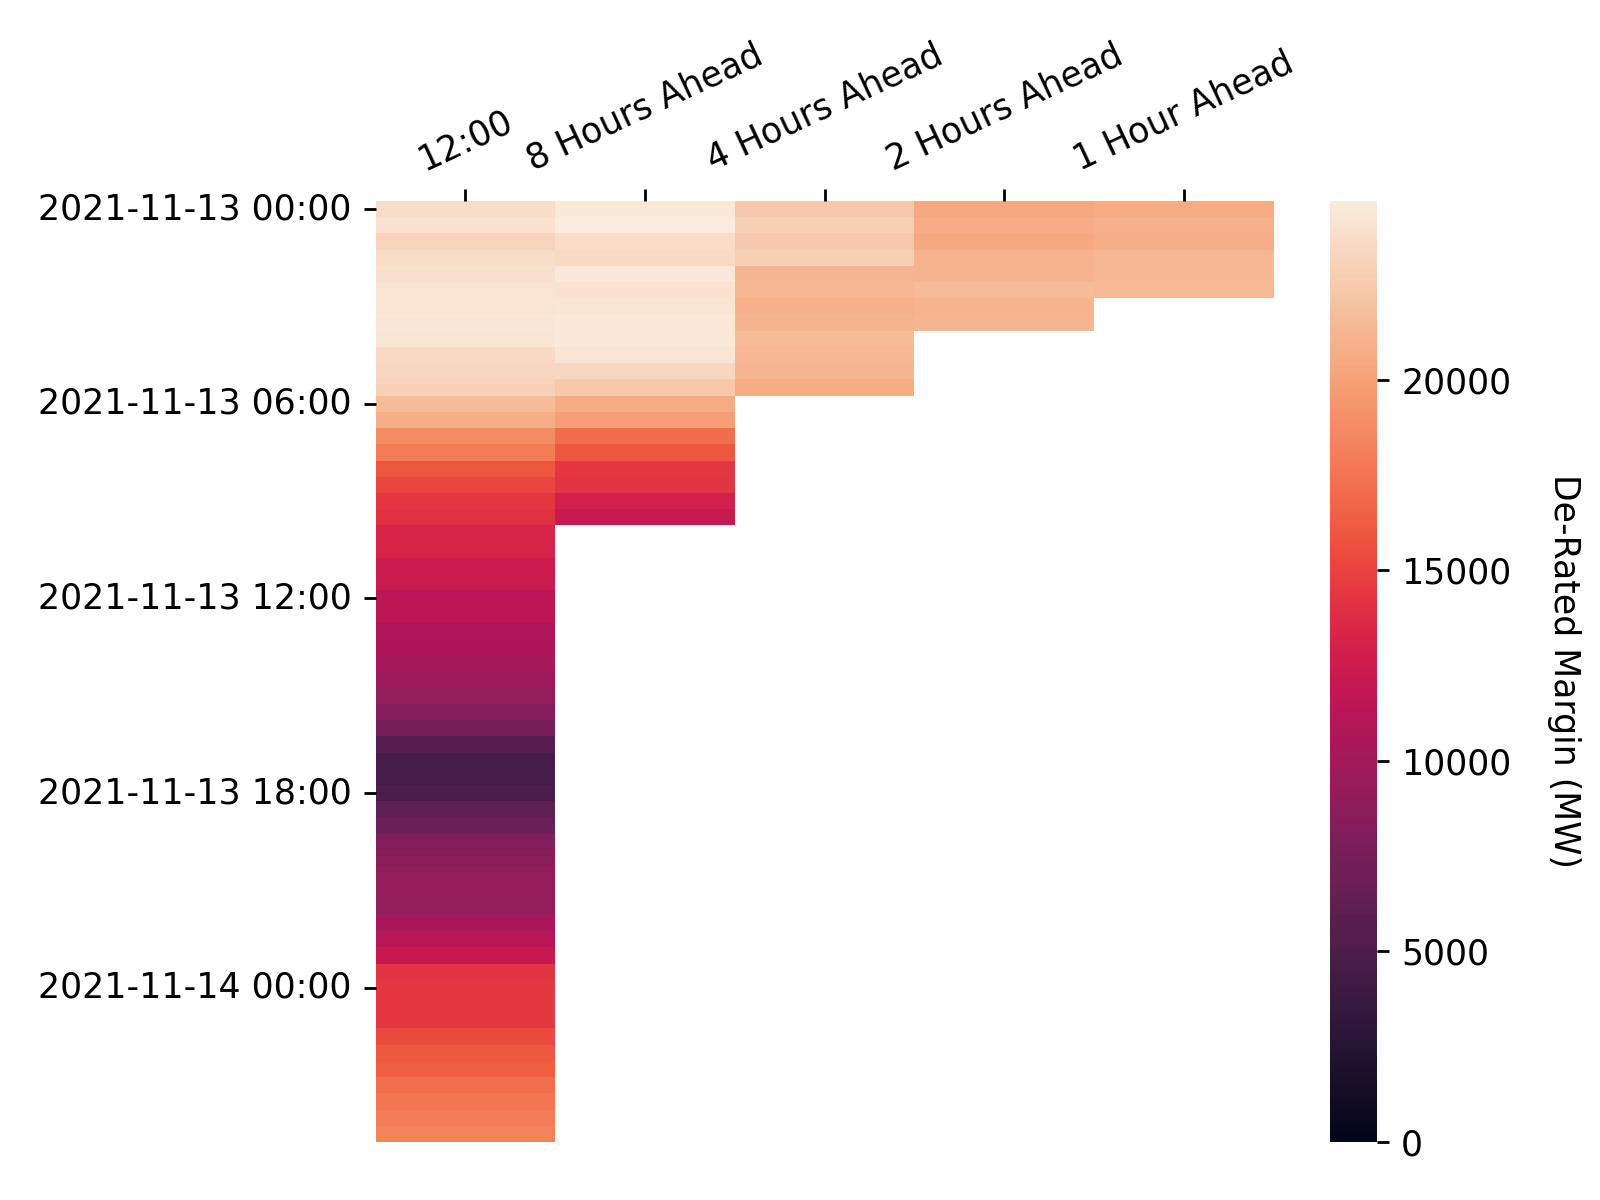 12:00
8 Hours Ahead
4 Hours Ahead
2 Hours Ahead
1 Hour Ahead
2021-11-13 00:00
2021-11-13 06:00
2021-11-13 12:00
2021-11-13 18:00
2021-11-14 00:00
20000
15000
10000
5000
0
De-Rated Margin (MW)